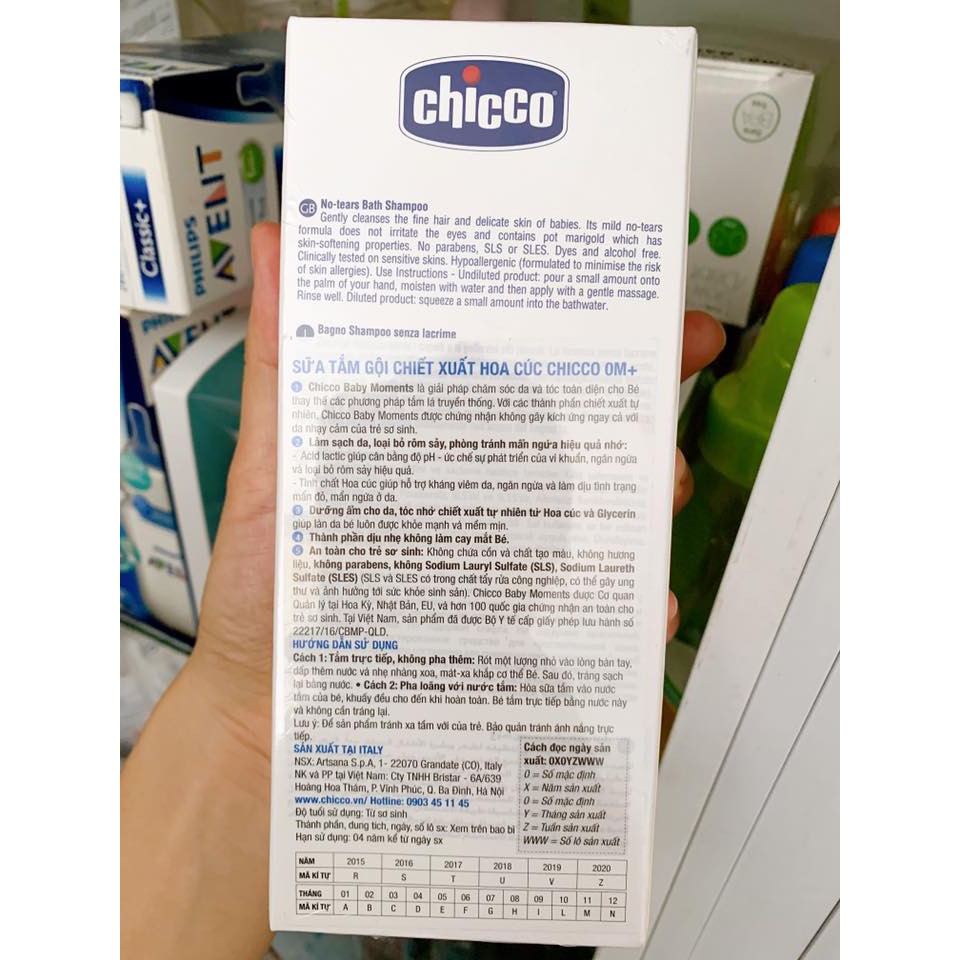 chicco
GB No-tears Bath Shampoo
Gently cleanses the fine hair and delicate skin of babies. Its mild no-tears
formula does not irritate the eyes and contains pot marigold which has
skin-softening properties. No parabens, SLS or SLES. Dyes and alcohol free.
Clinically tested on sensitive skins. Hypoallergenic (formulated to minimise the risk
of skin allergies). Use Instructions - Undiluted product: pour a small amount onto
the palm of your hand, moisten with water and then apply with a gentle massage.
Rinse well. Diluted product: squeeze a small amount into the bathwater.
I Bagno Shampoo senza lacrime
SỮA TẮM GỘI CHIẾT XUẤT HOA CÚC CHICCO 0M+
1 Chicco Baby Moments là giải pháp chăm sóc da và tóc toàn diện cho Bé
thay thế các phương pháp tắm lá truyền thống. Với các thành phần chiết xuất tự
nhiên, Chicco Baby Moments được chứng nhận không gây kích ứng ngay cả với
da nhạy cảm của trẻ sơ sinh.
2 Làm sạch da, loại bỏ rôm sảy, phòng tránh mẩn ngứa hiệu quả nhờ:
- Acid lactic giúp cân bằng độ pH - ức chế sự phát triển của vi khuẩn, ngăn ngừa
và loại bỏ rôm sảy hiệu quả.
- Tinh chất Hoa cúc giúp hỗ trợ kháng viêm da, ngăn ngừa và làm dịu tình trạng
mẩn đỏ, mẩn ngứa ở da.
3 Dưỡng ẩm cho da, tóc nhờ chiết xuất tự nhiên từ Hoa cúc và Glycerin
giúp làn da bé luôn được khỏe mạnh và mềm mịn.
4 Thành phần dịu nhẹ không làm cay mắt Bé.
5 An toàn cho trẻ sơ sinh: Không chứa cồn và chất tạo màu, không hương
liệu, không parabens, không Sodium Lauryl Sulfate (SLS), Sodium Laureth
Sulfate (SLES) (SLS và SLES có trong chất tẩy rửa công nghiệp, có thể gây ung
thư và ảnh hưởng tới sức khỏe sinh sản). Chicco Baby Moments được Cơ quan
Quản lý tại Hoa Kỳ, Nhật Bản, EU, và hơn 100 quốc gia chứng nhận an toàn cho
trẻ sơ sinh. Tại Việt Nam, sản phẩm đã được Bộ Y tế cấp giấy phép lưu hành số
22217/16/CBMP-QLD.
HƯỚNG DẪN SỬ DỤNG
Cách 1: Tắm trực tiếp, không pha thêm: Rót một lượng nhỏ vào lòng bàn tay,
dấp thêm nước và nhẹ nhàng xoa, mát-xa khắp cơ thể Bé. Sau đó, tráng sạch
lại bằng nước. • Cách 2: Pha loãng với nước tắm: Hòa sữa tắm vào nước
tắm của bé, khuấy đều cho đến khi hoàn toàn. Bé tắm trực tiếp bằng nước này
và không cần tráng lại.
Lưu ý: Để sản phẩm tránh xa tầm với của trẻ. Bảo quản tránh ánh nắng trực
tiếp.
SẢN XUẤT TẠI ITALY
NSX: Artsana S.p.A, 1- 22070 Grandate (CO), Italy
NK và PP tại Việt Nam: Cty TNHH Bristar - 6A/639
Hoàng Hoa Thám, P. Vĩnh Phúc, Q. Ba Đình, Hà Nội
www.chicco.vn/ Hotline: 0903 45 11 45
Độ tuổi sử dụng: Từ sơ sinh
Thành phần, dung tích, ngày, số lô sx: Xem trên bao bì
Hạn sử dụng: 04 năm kể từ ngày sx
Cách đọc ngày sản
xuất: 0X0YZWWW
0 = Số mặc định
X = Năm sản xuất
0 = Số mặc định
Y = Tháng sản xuất
Z = Tuần sản xuất
WWW = Số lô sản xuất
NĂM 2015 2016 2017 2018 2019 2020
MÃ KÍ TỰ R S T U V Z
THÁNG 01 02 03 04 05 06 07 08 09 10 11 12
MÃ KÍ TỰ A B C D E F G H I L M N
Classic+
PHILIPS
AVENT
AVENT